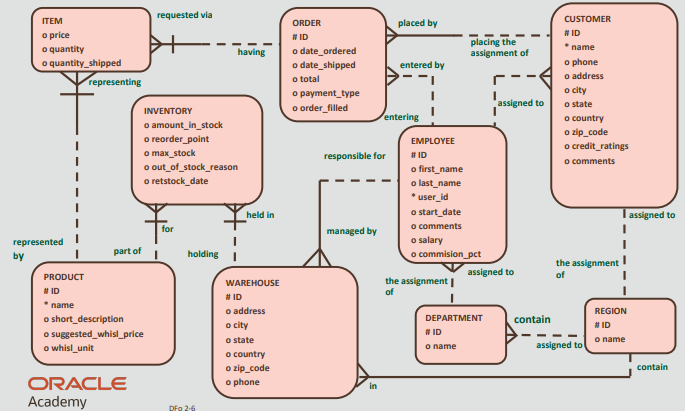 ITEM
o price
o quantity
o quantity_shipped
requested via
having
representing
ORDER
# ID
o date_ordered
o date_shipped
o total
o payment_type
o order_filled
placed by
placing the
assignment of
entered by
entering
assigned to
CUSTOMER
# ID
* name
o phone
o address
o city
o state
o country
o zip_code
o credit_ratings
o comments
INVENTORY
o amount_in_stock
o reorder_point
o max_stock
o out_of_stock_reason
o retstock_date
for
held in
part of
holding
represented
by
responsible for
managed by
EMPLOYEE
# ID
o first_name
o last_name
* user_id
o start_date
o comments
o salary
o commision_pct
assigned to
the assignment
of
assigned to
the assignment
of
PRODUCT
# ID
* name
o short_description
o suggested_whisl_price
o whisl_unit
WAREHOUSE
# ID
o address
o city
o state
o country
o zip_code
o phone
DEPARTMENT
# ID
o name
contain
assigned to
REGION
# ID
o name
contain
in
ORACLE
Academy
DFo 2-6